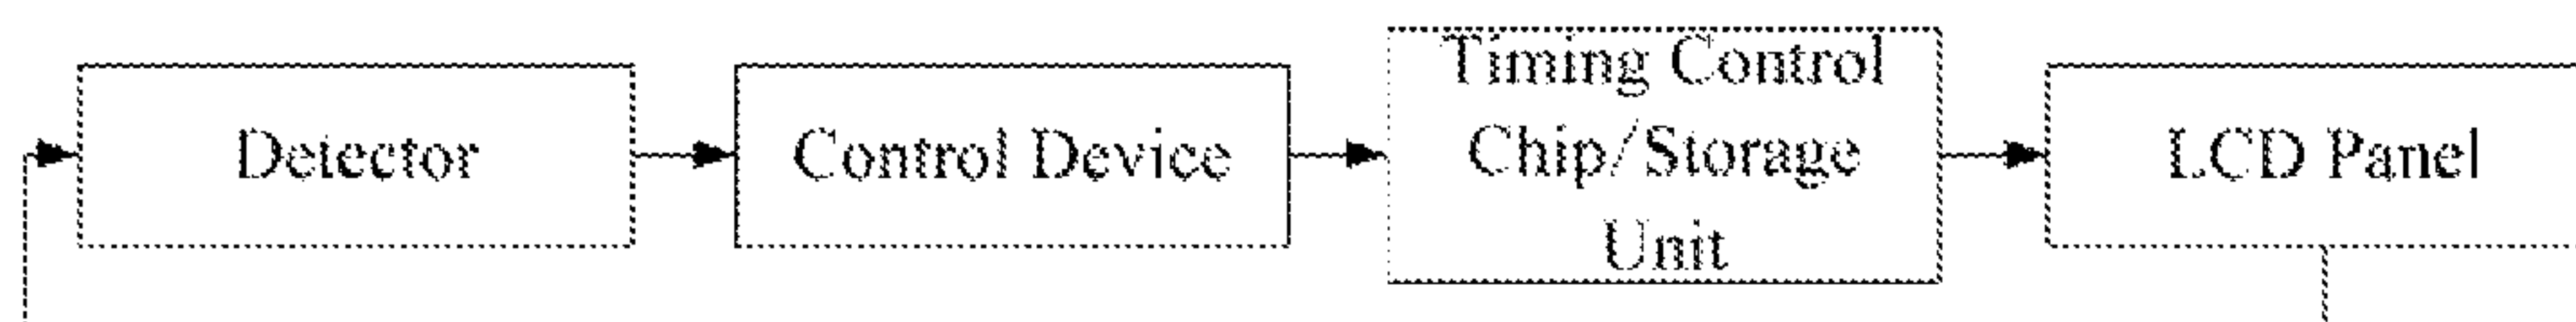 Detector
Control Device
Timing Control
Chip/Storage
Unit
LCD Panel